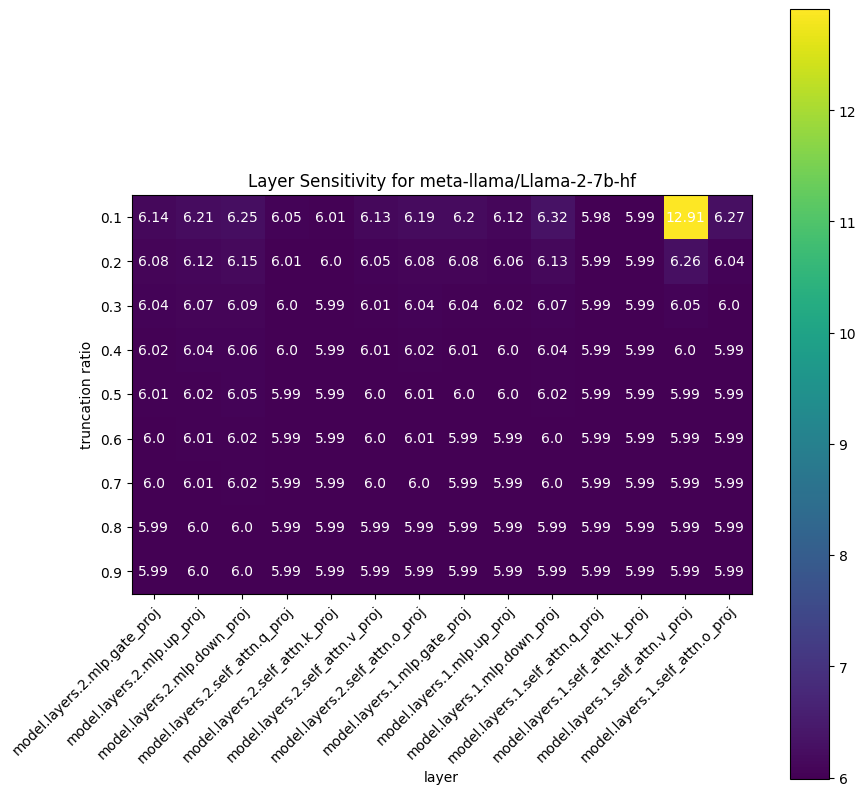 Layer Sensitivity for meta-llama/Llama-2-7b-hf
0.1 6.14 6.21 6.25 6.05 6.01 6.13 6.19 6.2 6.12 6.32 5.98 5.99 12.91 6.27
0.2 6.08 6.12 6.15 6.01 6.0 6.05 6.08 6.08 6.06 6.13 5.99 5.99 6.26 6.04
0.3 6.04 6.07 6.09 6.0 5.99 6.01 6.04 6.04 6.02 6.07 5.99 5.99 6.05 6.0
0.4 6.02 6.04 6.06 6.0 5.99 6.01 6.02 6.01 6.0 6.04 5.99 5.99 6.0 5.99
0.5 6.01 6.02 6.05 5.99 5.99 6.0 6.01 6.0 6.0 6.02 5.99 5.99 5.99 5.99
0.6 6.0 6.01 6.02 5.99 5.99 6.0 6.01 5.99 5.99 6.0 5.99 5.99 5.99 5.99
0.7 6.0 6.01 6.02 5.99 5.99 6.0 6.0 5.99 5.99 6.0 5.99 5.99 5.99 5.99
0.8 5.99 6.0 6.0 5.99 5.99 5.99 5.99 5.99 5.99 5.99 5.99 5.99 5.99 5.99
0.9 5.99 6.0 6.0 5.99 5.99 5.99 5.99 5.99 5.99 5.99 5.99 5.99 5.99 5.99
truncation ratio
model.layers.2.mlp.gate_proj
model.layers.2.mlp.up_proj
model.layers.2.mlp.down_proj
model.layers.2.self_attn.q_proj
model.layers.2.self_attn.k_proj
model.layers.2.self_attn.v_proj
model.layers.2.self_attn.o_proj
model.layers.1.mlp.gate_proj
model.layers.1.mlp.up_proj
model.layers.1.mlp.down_proj
model.layers.1.self_attn.q_proj
model.layers.1.self_attn.k_proj
model.layers.1.self_attn.v_proj
model.layers.1.self_attn.o_proj
layer
12
11
10
9
8
7
6